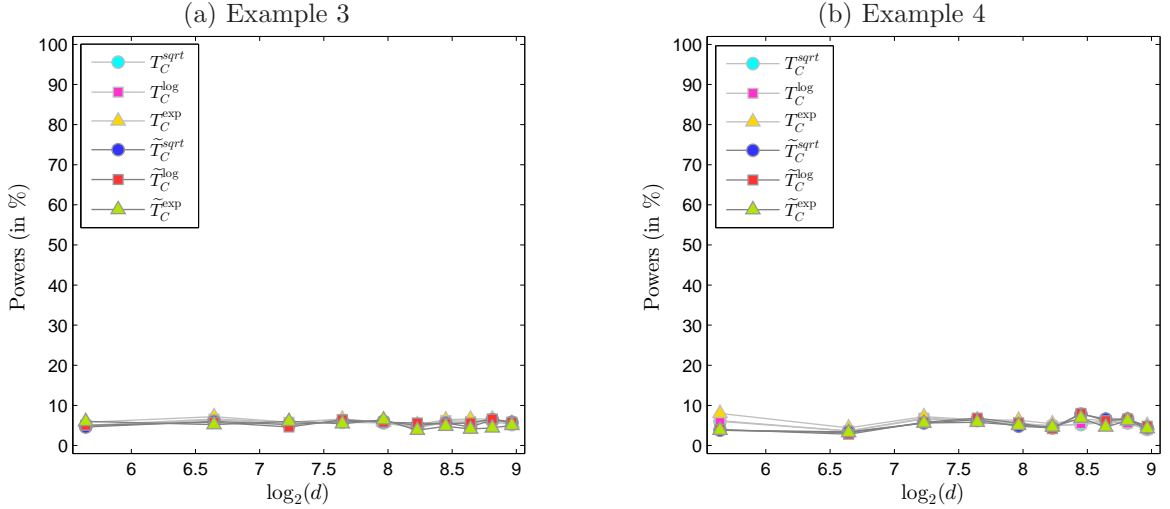 (a) Example 3
100
90
80
70
60
50
40
30
20
10
0
Powers (in %)
T_C^{sqrt}
T_C^{log}
T_C^{exp}
T̃_C^{sqrt}
T̃_C^{log}
T̃_C^{exp}
6 6.5 7 7.5 8 8.5 9
log₂(d)
(b) Example 4
100
90
80
70
60
50
40
30
20
10
0
Powers (in %)
T_C^{sqrt}
T_C^{log}
T_C^{exp}
T̃_C^{sqrt}
T̃_C^{log}
T̃_C^{exp}
6 6.5 7 7.5 8 8.5 9
log₂(d)